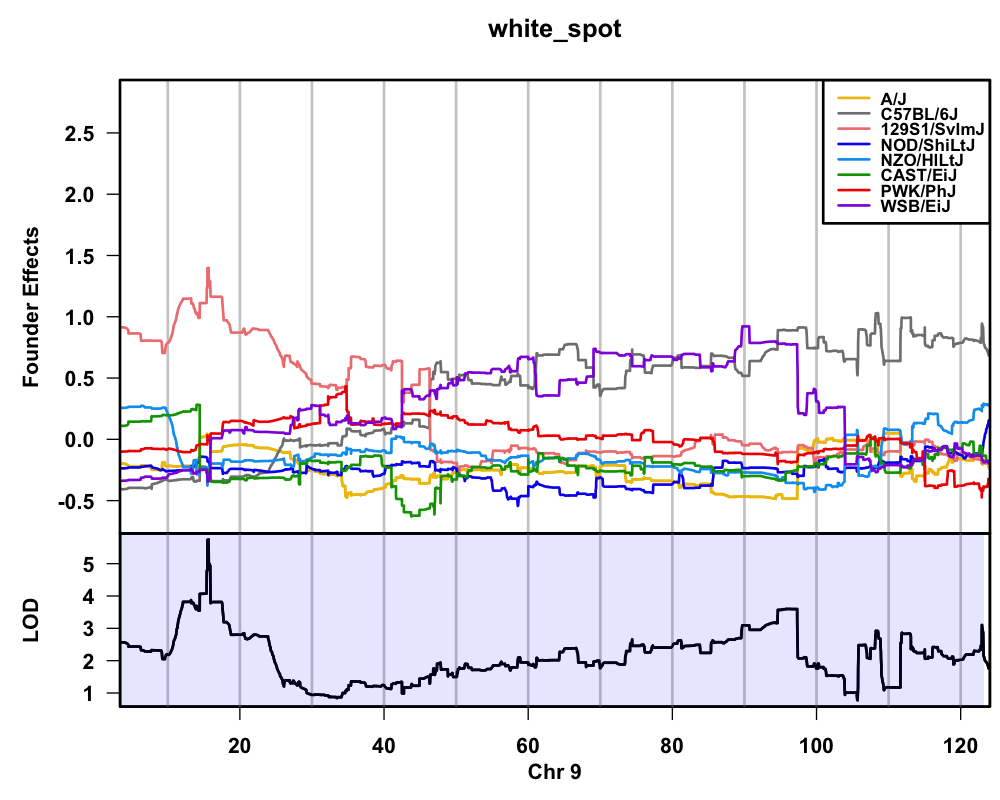 white_spot
A/J
C57BL/6J
129S1/SvImJ
NOD/ShiLtJ
NZO/HILtJ
CAST/EiJ
PWK/PhJ
WSB/EiJ
Founder Effects
2.5
2.0
1.5
1.0
0.5
0.0
-0.5
LOD
5
4
3
2
1
20 40 60 80 100 120
Chr 9